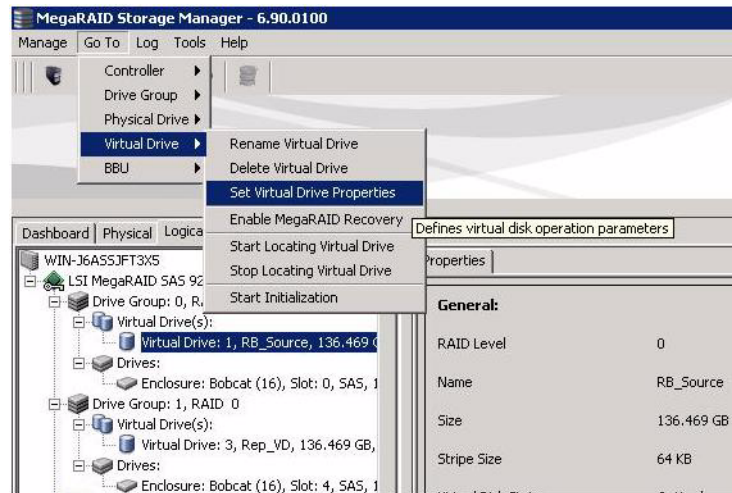 MegaRAID Storage Manager - 6.90.0100
Manage Go To Log Tools Help
Controller
Drive Group
Physical Drive
Virtual Drive
BBU
Rename Virtual Drive
Delete Virtual Drive
Set Virtual Drive Properties
Enable MegaRAID Recovery
Start Locating Virtual Drive
Stop Locating Virtual Drive
Start Initialization
Defines virtual disk operation parameters
Dashboard Physical Logica
WIN-J6ASSJFT3X5
LSI MegaRAID SAS 92
Drive Group: 0, R
Virtual Drive(s):
Virtual Drive: 1, RB_Source, 136.469
Drives:
Enclosure: Bobcat (16), Slot: 0, SAS, 1
Drive Group: 1, RAID 0
Virtual Drive(s):
Virtual Drive: 3, Rep_VD, 136.469 GB,
Drives:
Enclosure: Bobcat (16), Slot: 4, SAS, 1
Properties
General:
RAID Level 0
Name RB_Source
Size 136.469 GB
Stripe Size 64 KB